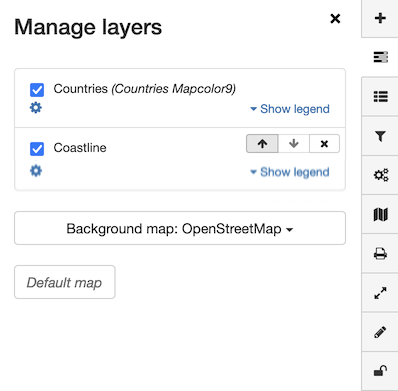 Manage layers
Countries (Countries Mapcolor9)
Show legend
Coastline
Show legend
Background map: OpenStreetMap
Default map